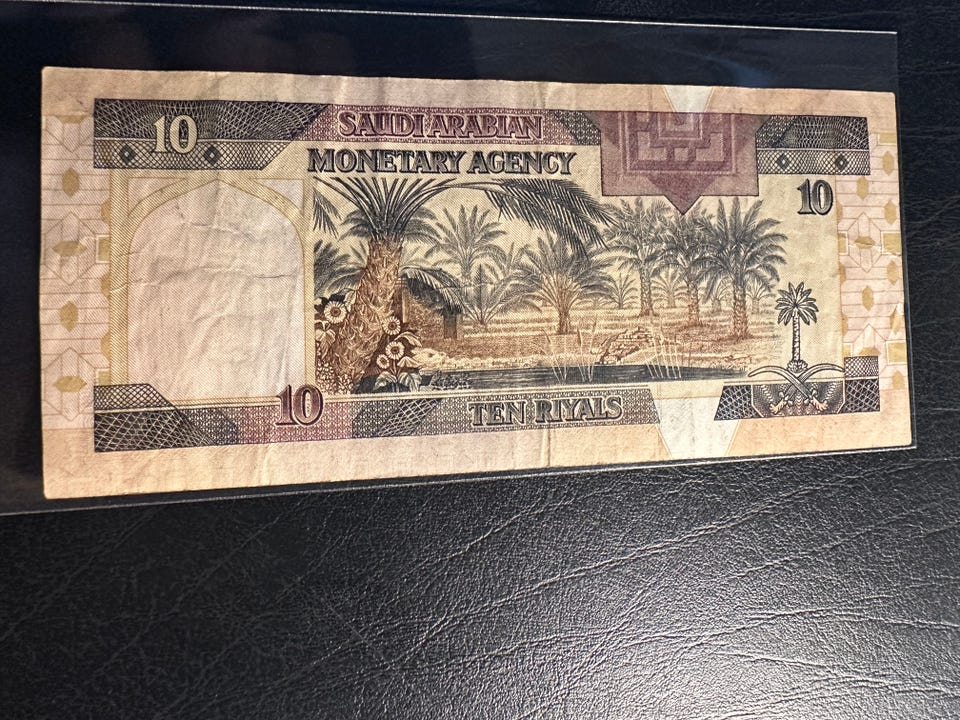 10
SAUDI ARABIAN
MONETARY AGENCY
10
10
TEN RIYALS